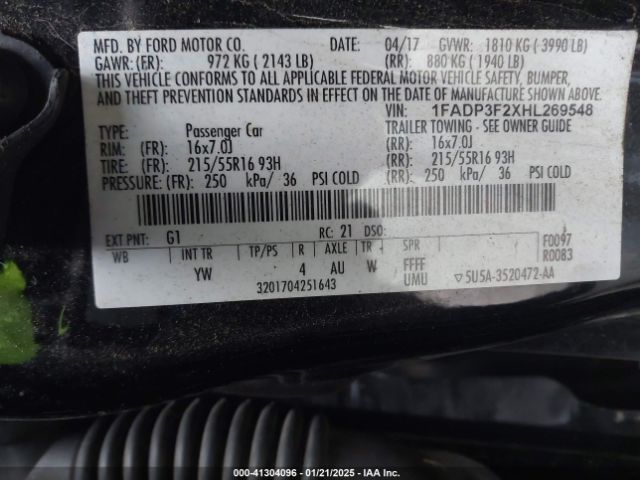 MFD. BY FORD MOTOR CO. DATE: 04/17 GVWR: 1810 KG ( 3990 LB)
GAWR: (ER): 972 KG ( 2143 LB) (RR): 880 KG ( 1940 LB)
THIS VEHICLE CONFORMS TO ALL APPLICABLE FEDERAL MOTOR VEHICLE SAFETY, BUMPER,
AND THEFT PREVENTION STANDARDS IN EFFECT ON THE DATE OF MANUFACTURE SHOWN ABOVE.
VIN: 1FADP3F2XHL269548
TYPE: Passenger Car TRAILER TOWING - SEE OWNER GUIDE
RIM: (FR): 16x7.0J (RR): 16x7.0J
TIRE: (FR): 215/55R16 93H (RR): 215/55R16 93H
PRESSURE: (FR): 250 kPa/ 36 PSI COLD (RR): 250 kPa/ 36 PSI COLD
EXT PNT: G1 RC: 21 DSO: F0097
WB INT TR TP/PS R AXLE TR SPR R0083
YW 4 AU W FFFF
3201704251643 UMU ▽5U5A-3520472-AA
000-41304096 - 01/21/2025 - IAA Inc.